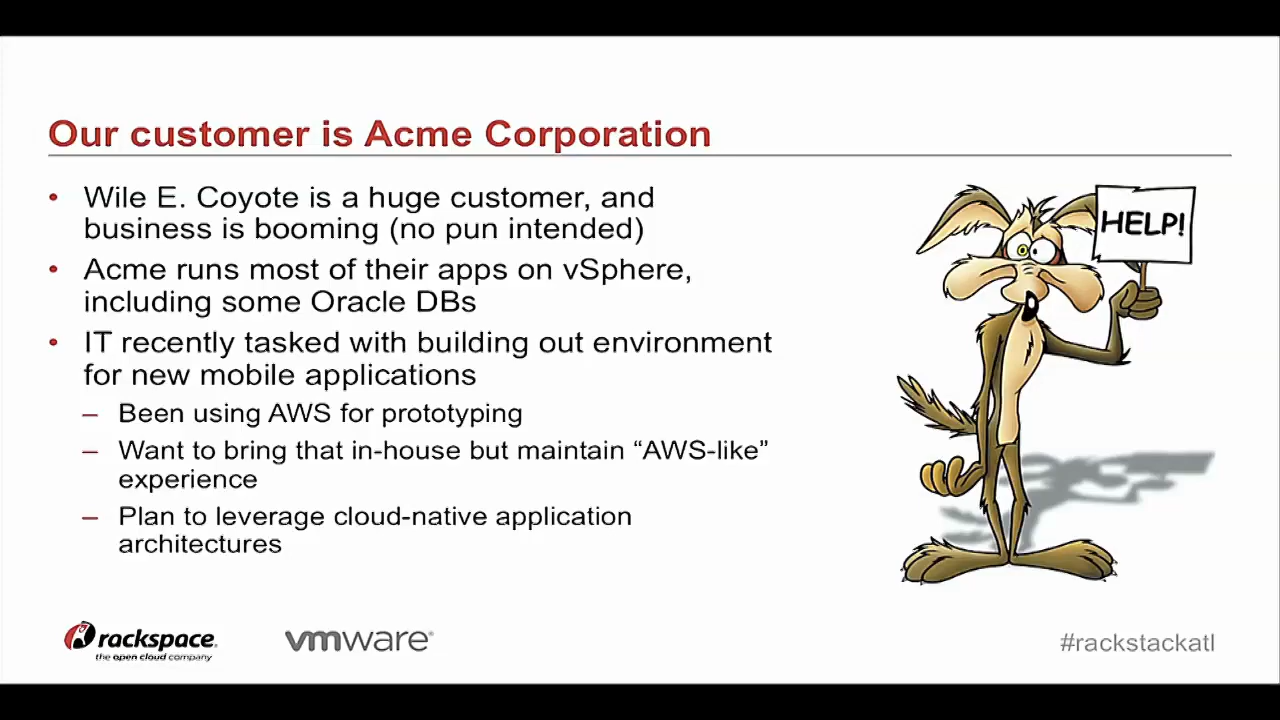 Our customer is Acme Corporation
• Wile E. Coyote is a huge customer, and
business is booming (no pun intended)
• Acme runs most of their apps on vSphere,
including some Oracle DBs
• IT recently tasked with building out environment
for new mobile applications
– Been using AWS for prototyping
– Want to bring that in-house but maintain “AWS-like”
experience
– Plan to leverage cloud-native application
architectures
HELP!
rackspace®
the open cloud company
vmware®
#rackstackatl